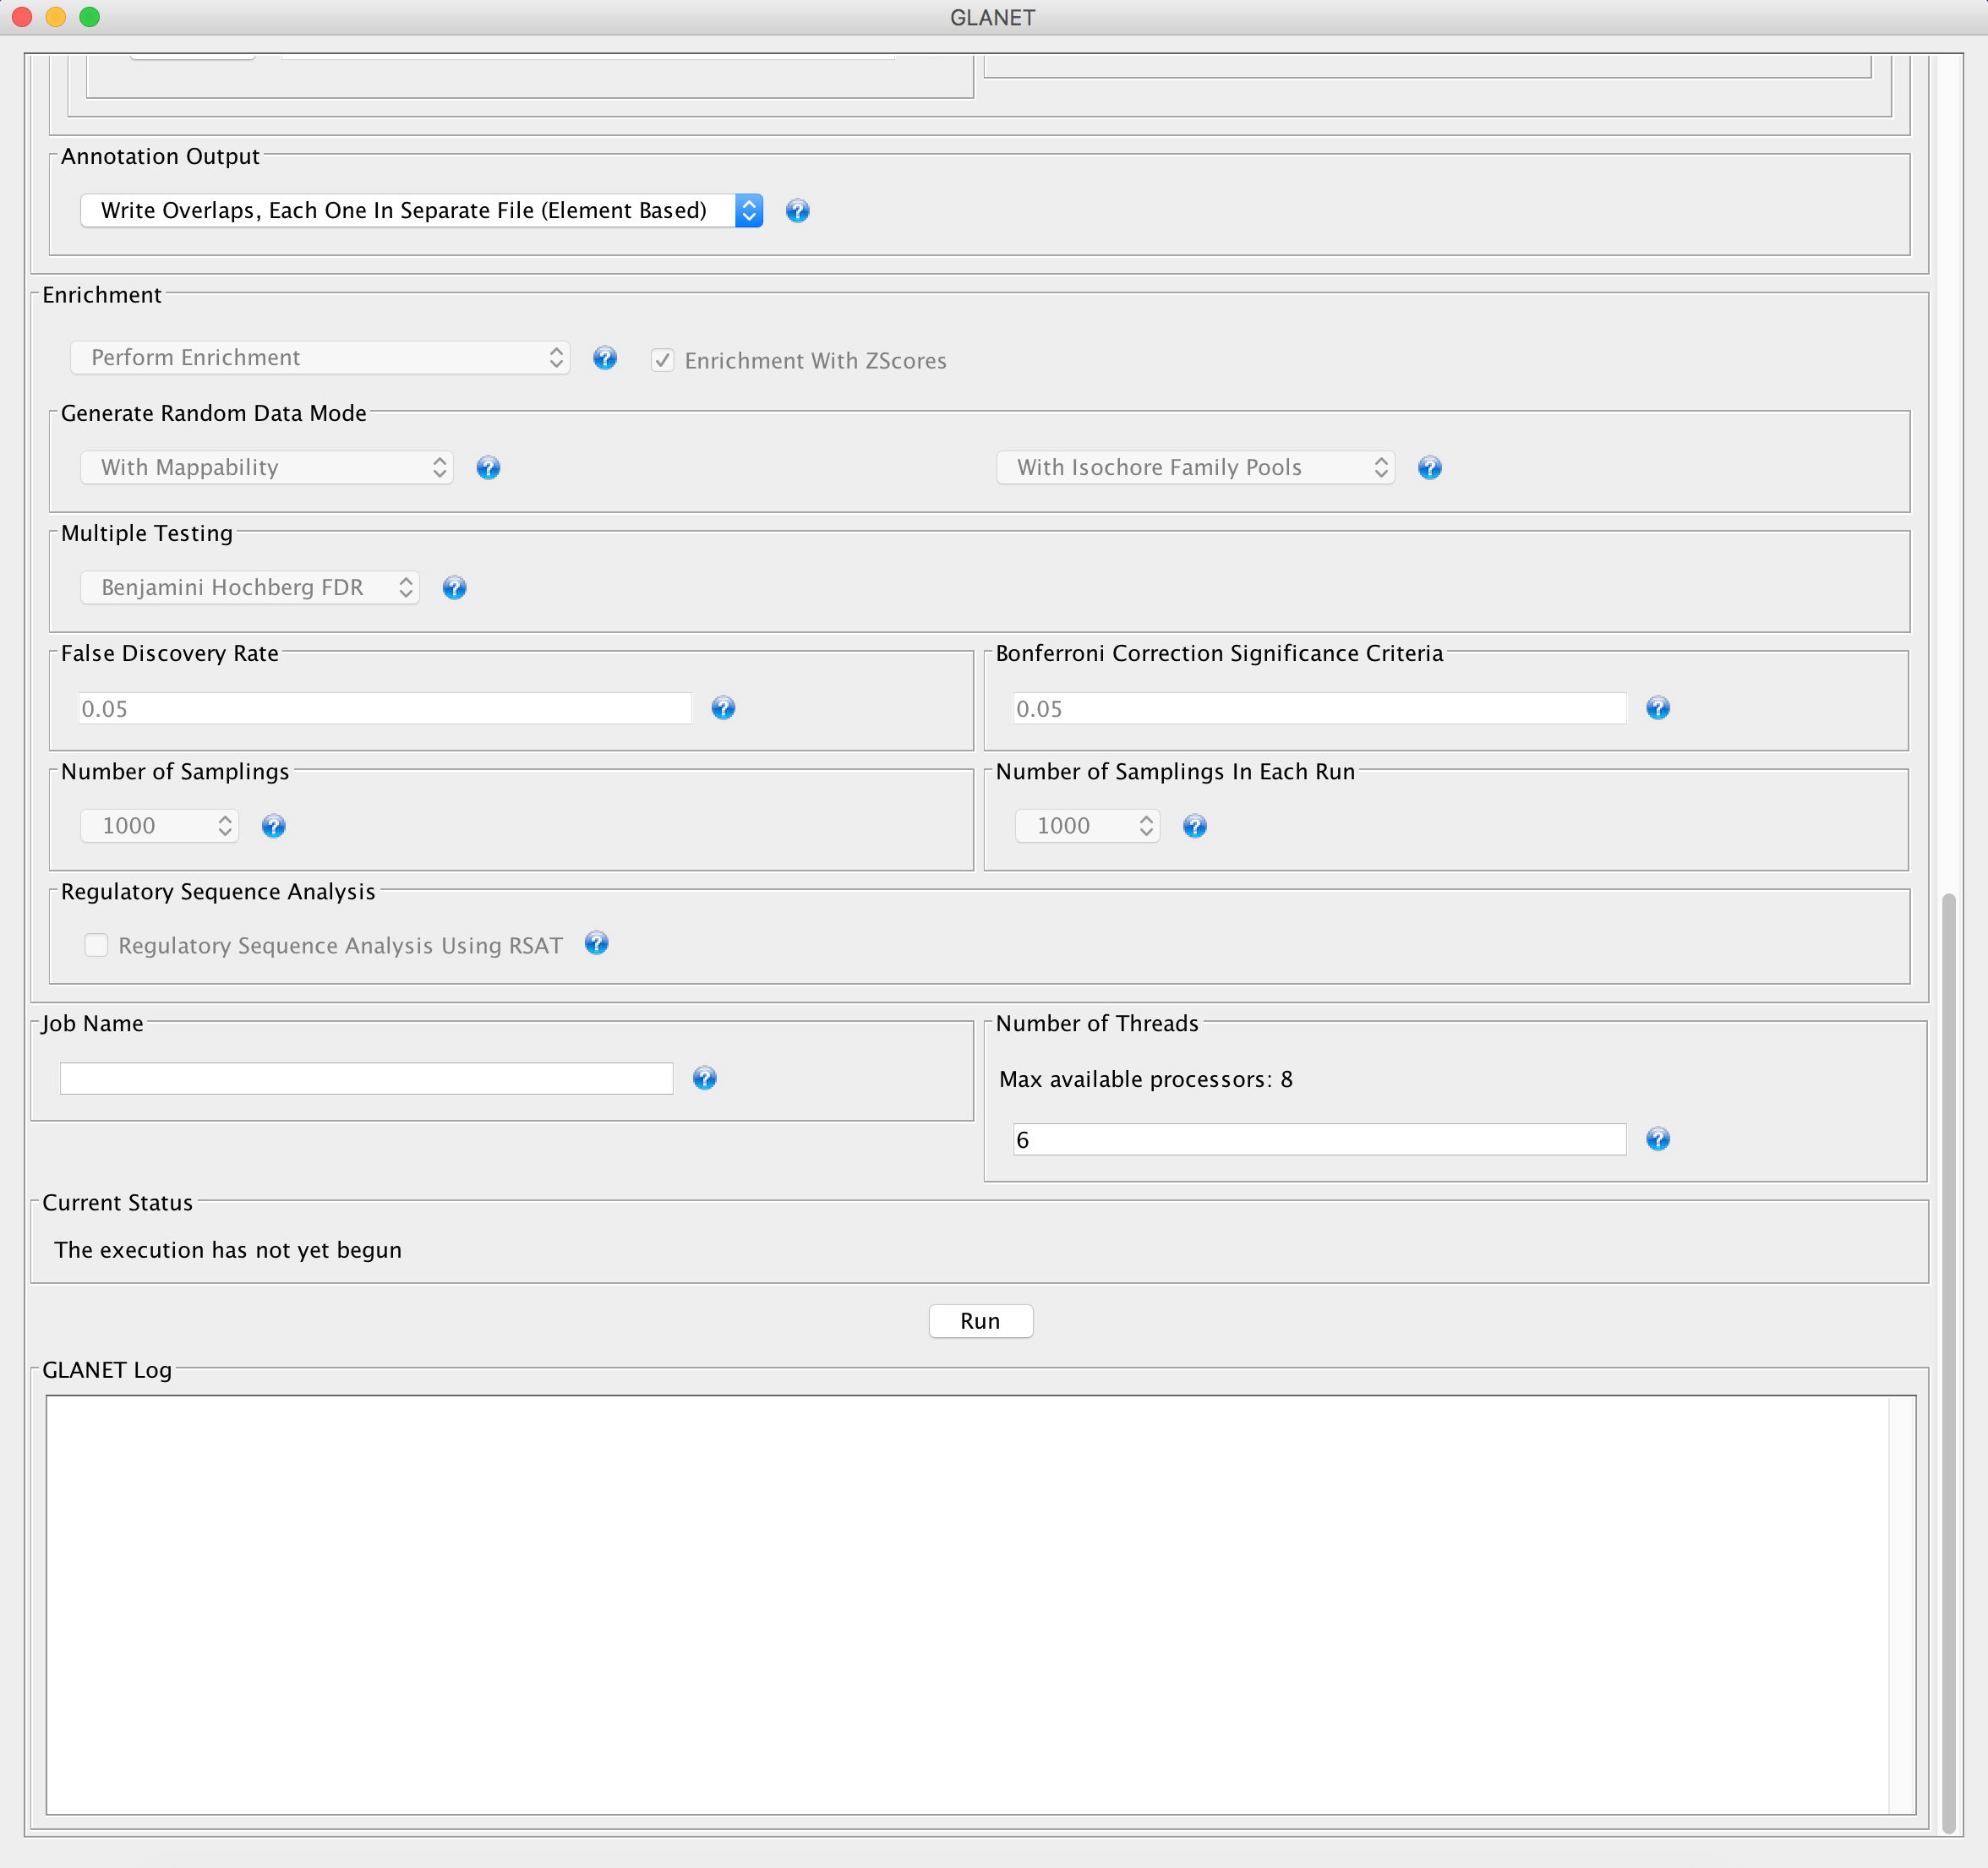 GLANET
Annotation Output
Write Overlaps, Each One In Separate File (Element Based)
Enrichment
Perform Enrichment
Enrichment With ZScores
Generate Random Data Mode
With Mappability
With Isochore Family Pools
Multiple Testing
Benjamini Hochberg FDR
False Discovery Rate
Bonferroni Correction Significance Criteria
0.05
0.05
Number of Samplings
Number of Samplings In Each Run
1000
1000
Regulatory Sequence Analysis
Regulatory Sequence Analysis Using RSAT
Job Name
Number of Threads
Max available processors: 8
6
Current Status
The execution has not yet begun
Run
GLANET Log